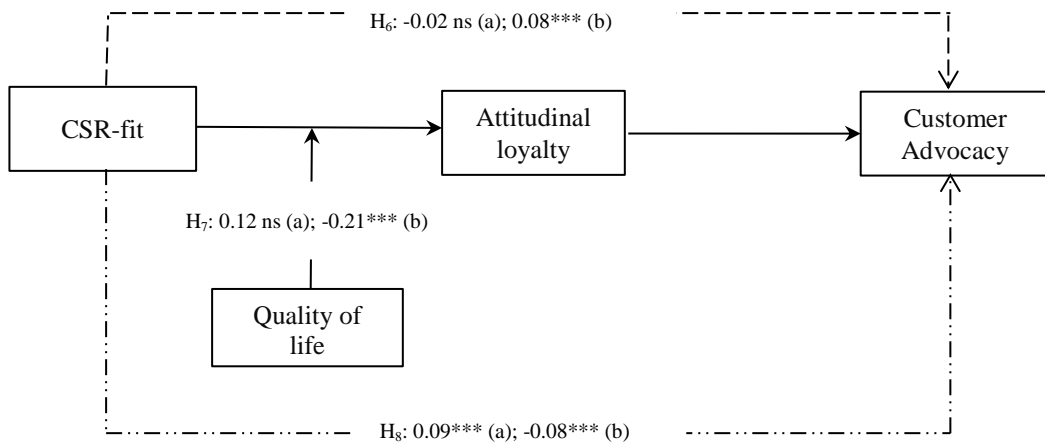 H₆: -0.02 ns (a); 0.08*** (b)
CSR-fit
Attitudinal
loyalty
Customer
Advocacy
H₇: 0.12 ns (a); -0.21*** (b)
Quality of
life
H₈: 0.09*** (a); -0.08*** (b)